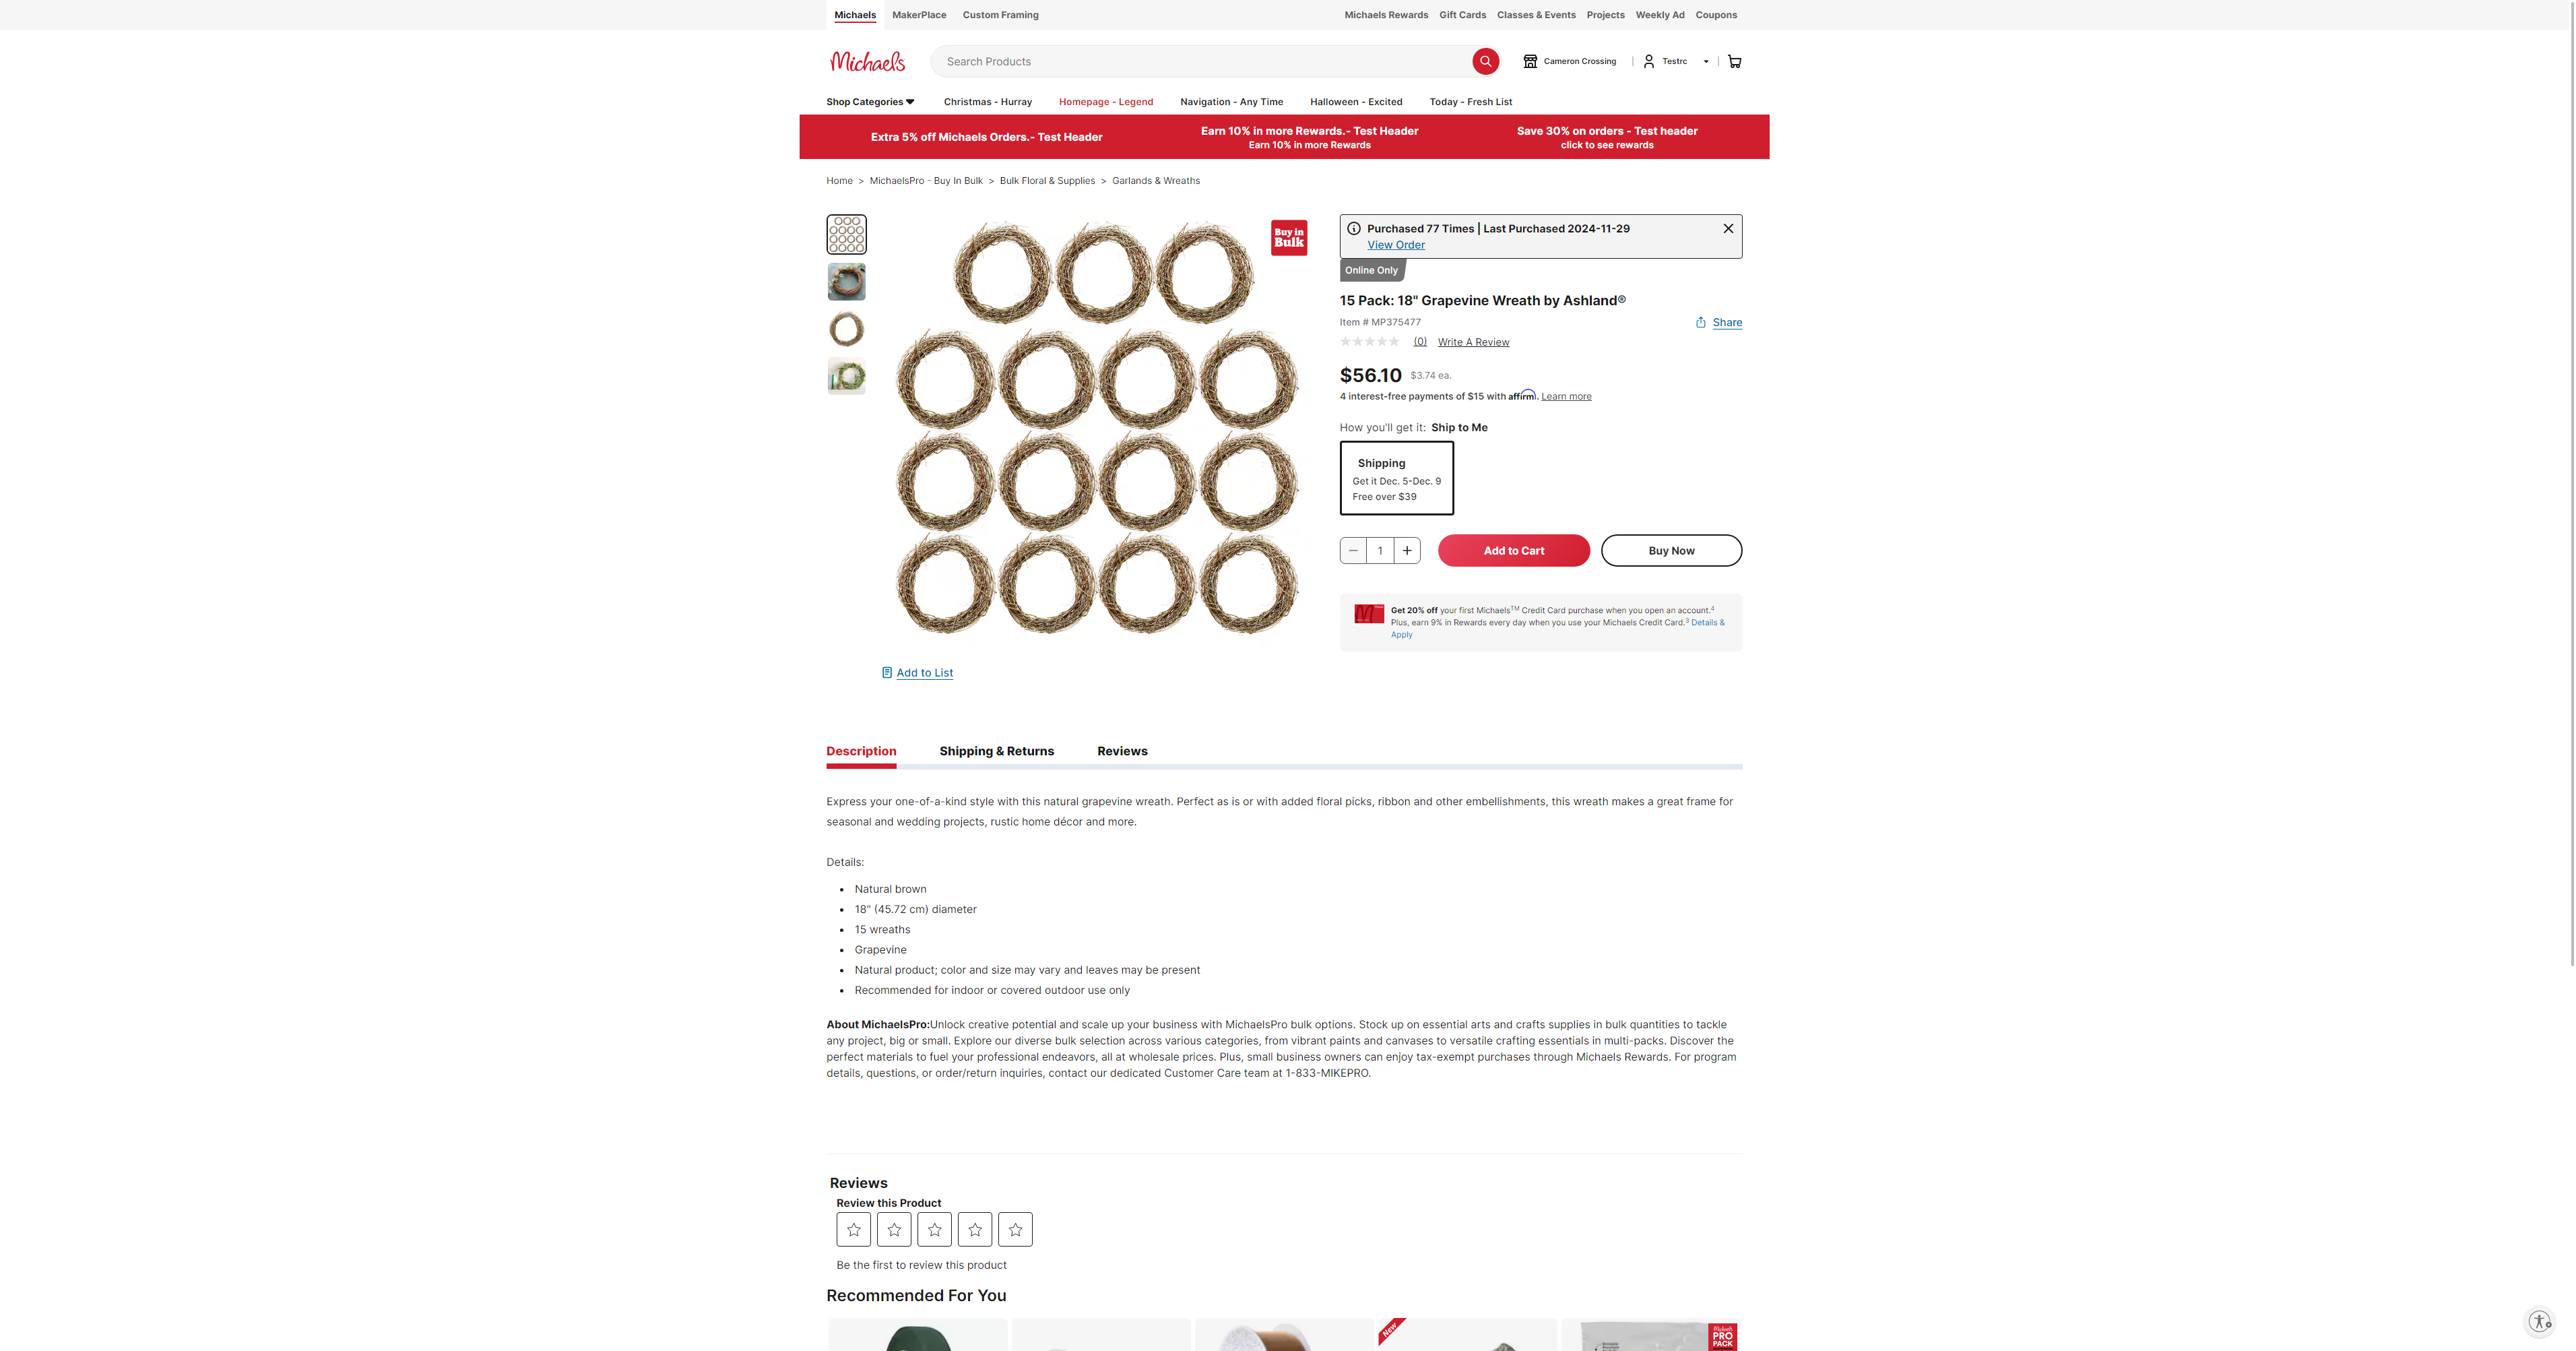 Michaels MakerPlace Custom Framing
Michaels Rewards Gift Cards Classes & Events Projects Weekly Ad Coupons
Michaels
Search Products
Cameron Crossing | Testrc |
Shop Categories Christmas - Hurray Homepage - Legend Navigation - Any Time Halloween - Excited Today - Fresh List
Extra 5% off Michaels Orders.- Test Header
Earn 10% in more Rewards.- Test Header
Earn 10% in more Rewards
Save 30% on orders - Test header
click to see rewards
Home > MichaelsPro - Buy In Bulk > Bulk Floral & Supplies > Garlands & Wreaths
Buy in
Bulk
Purchased 77 Times | Last Purchased 2024-11-29
View Order
Online Only
15 Pack: 18" Grapevine Wreath by Ashland®
Item # MP375477
Share
(0) Write A Review
$56.10 $3.74 ea.
4 interest-free payments of $15 with affirm. Learn more
How you'll get it: Ship to Me
Shipping
Get it Dec. 5-Dec. 9
Free over $39
1
Add to Cart
Buy Now
Get 20% off your first Michaels™ Credit Card purchase when you open an account.⁴
Plus, earn 9% in Rewards every day when you use your Michaels Credit Card.³ Details &
Apply
Add to List
Description Shipping & Returns Reviews
Express your one-of-a-kind style with this natural grapevine wreath. Perfect as is or with added floral picks, ribbon and other embellishments, this wreath makes a great frame for
seasonal and wedding projects, rustic home décor and more.
Details:
• Natural brown
• 18" (45.72 cm) diameter
• 15 wreaths
• Grapevine
• Natural product; color and size may vary and leaves may be present
• Recommended for indoor or covered outdoor use only
About MichaelsPro:Unlock creative potential and scale up your business with MichaelsPro bulk options. Stock up on essential arts and crafts supplies in bulk quantities to tackle
any project, big or small. Explore our diverse bulk selection across various categories, from vibrant paints and canvases to versatile crafting essentials in multi-packs. Discover the
perfect materials to fuel your professional endeavors, all at wholesale prices. Plus, small business owners can enjoy tax-exempt purchases through Michaels Rewards. For program
details, questions, or order/return inquiries, contact our dedicated Customer Care team at 1-833-MIKEPRO.
Reviews
Review this Product
Be the first to review this product
Recommended For You
New
Michaels
PRO
PACK